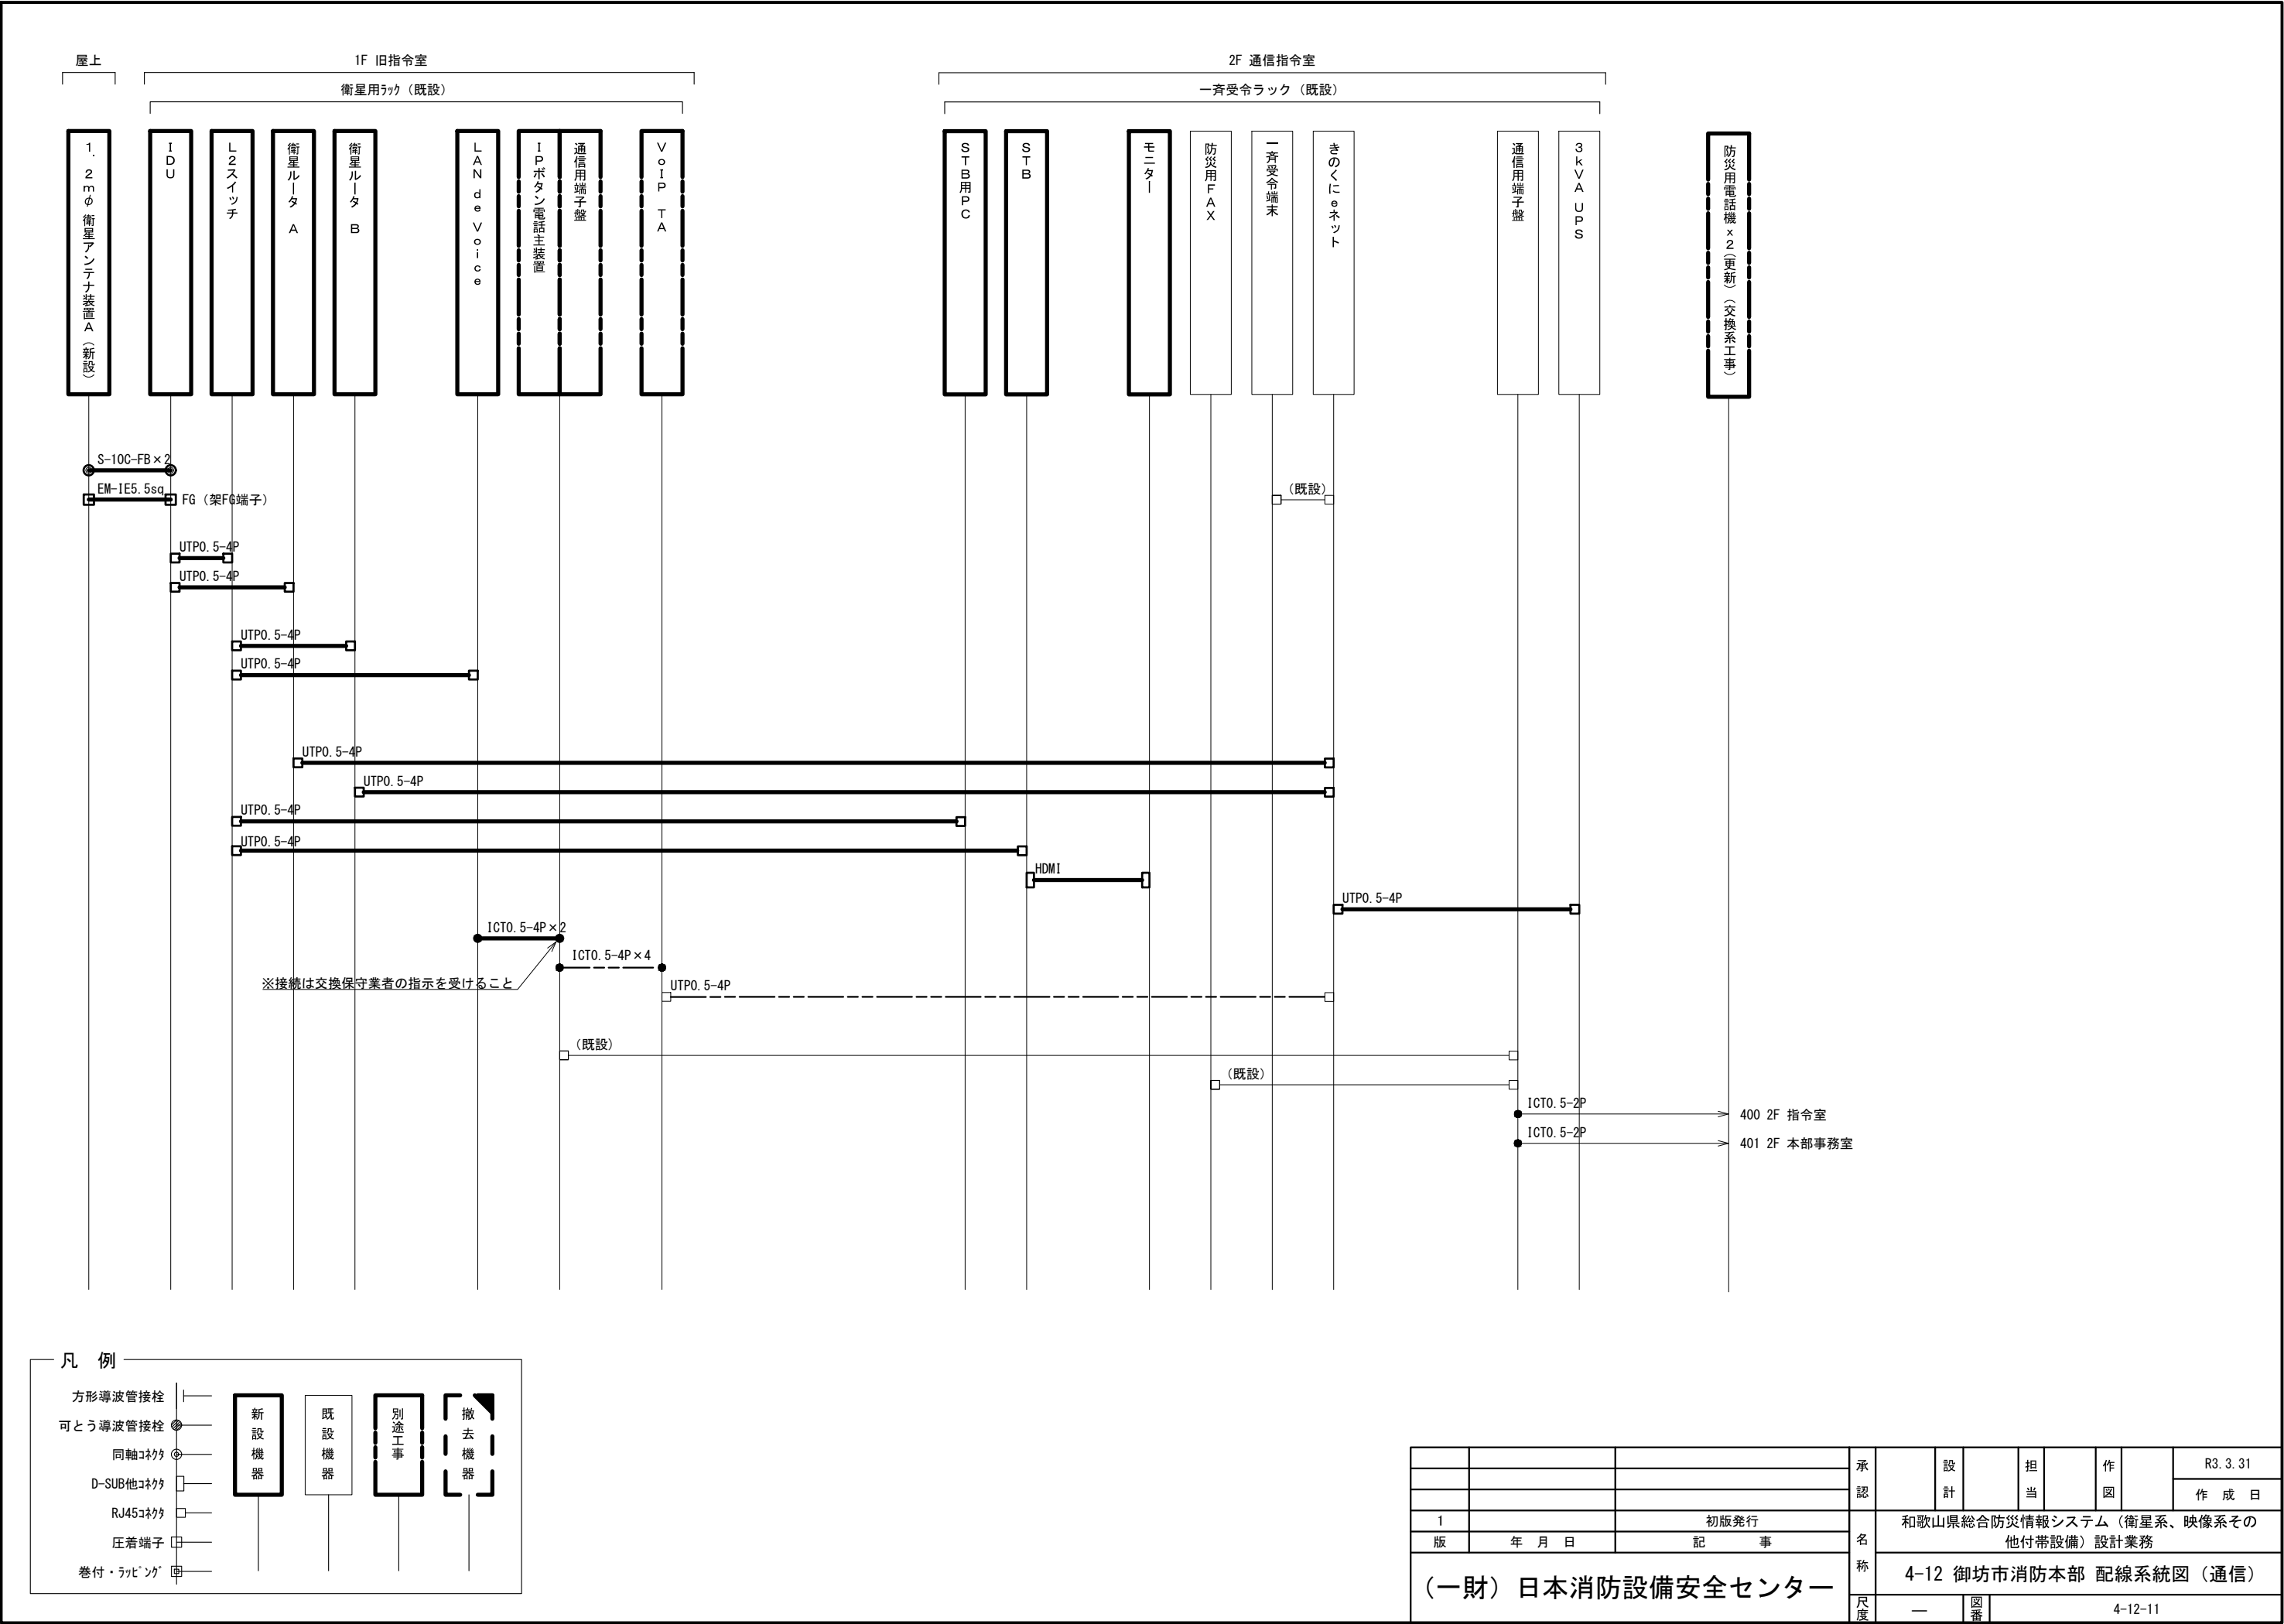 屋上
1F 旧指令室
衛星用ﾗｯｸ（既設）
2F 通信指令室
一斉受令ラック（既設）
1．2mφ 衛星アンテナ装置A（新設）
IDU
L2スイッチ
衛星ルータ A
衛星ルータ B
LAN de Voice
IPボタン電話主装置
通信用端子盤
VoIP TA
STB用PC
STB
モニター
防災用FAX
一斉受令端末
きのくにeネット
通信用端子盤
3kVA UPS
防災用電話機x2（更新）（交換系工事）
S-10C-FB×2
EM-IE5.5sq
FG（架FG端子）
（既設）
UTP0.5-4P
UTP0.5-4P
UTP0.5-4P
UTP0.5-4P
UTP0.5-4P
UTP0.5-4P
UTP0.5-4P
UTP0.5-4P
HDMI
UTP0.5-4P
ICT0.5-4P×2
ICT0.5-4P×4
※接続は交換保守業者の指示を受けること
UTP0.5-4P
（既設）
（既設）
ICT0.5-2P
400 2F 指令室
ICT0.5-2P
401 2F 本部事務室
凡 例
方形導波管接栓
可とう導波管接栓
同軸ｺﾈｸﾀ
D-SUB他ｺﾈｸﾀ
RJ45ｺﾈｸﾀ
圧着端子
巻付・ﾗｯﾋﾟﾝｸﾞ
新設機器
既設機器
別途工事
撤去機器
承認
設計
担当
作図
R3.3.31
作 成 日
1 初版発行
版 年 月 日 記 事
名称
和歌山県総合防災情報システム（衛星系、映像系その
他付帯設備）設計業務
（一財）日本消防設備安全センター
4-12 御坊市消防本部 配線系統図（通信）
尺度
—
図番
4-12-11